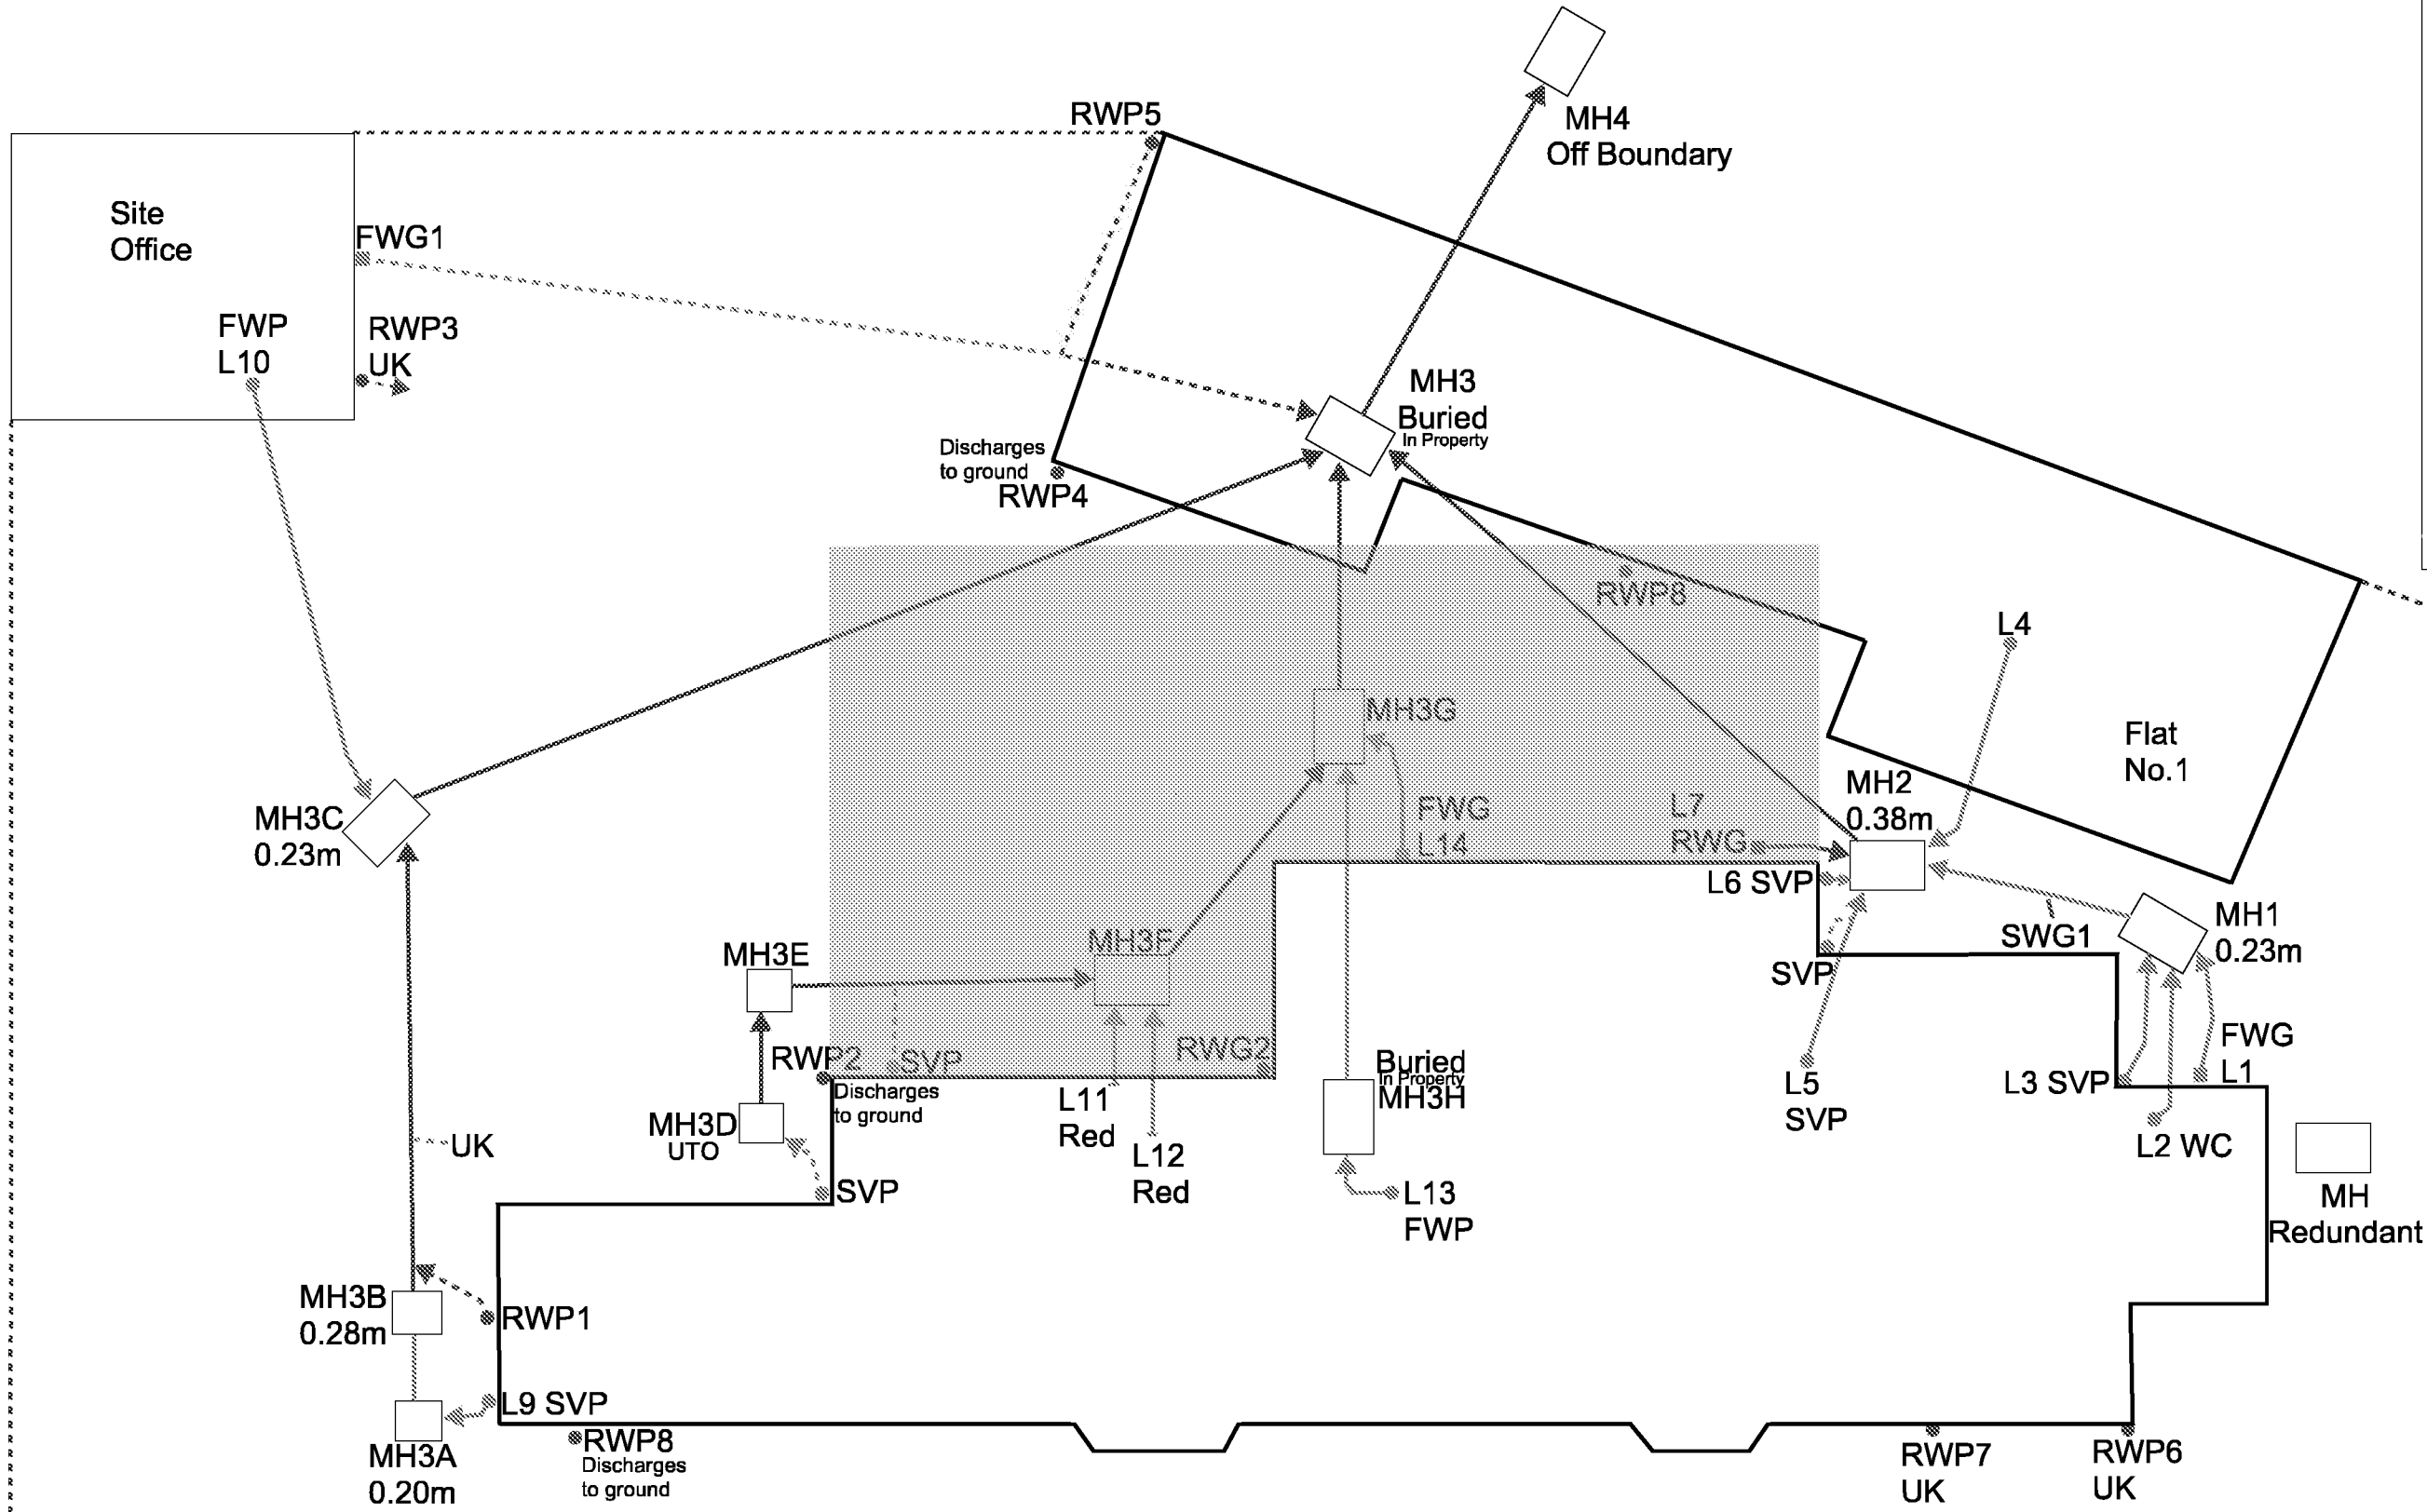 RWP5
MH4
Off Boundary
Site
Office
FWG1
FWP
L10
RWP3
UK
MH3
Buried
In Property
Discharges
to ground
RWP4
RWP8
L4
MH3G
Flat
No.1
MH2
0.38m
MH3C
0.23m
FWG
L14
L7
RWG
L6 SVP
MH1
0.23m
SWG1
MH3E
MH3F
SVP
RWP2
SVP
RWG2
Discharges
to ground
Buried
In Property
MH3H
FWG
L1
L3 SVP
L5
SVP
L11
Red
MH3D
UTO
UK
L12
Red
L2 WC
SVP
L13
FWP
MH
Redundant
MH3B
0.28m
RWP1
L9 SVP
RWP8
Discharges
to ground
MH3A
0.20m
RWP7
UK
RWP6
UK